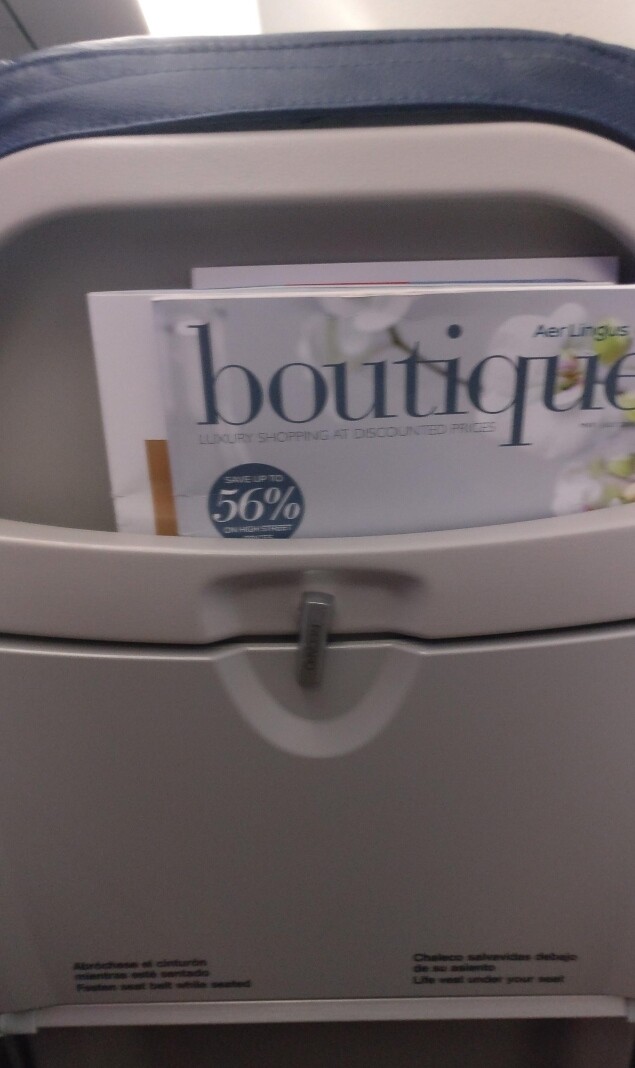 Aer Lingus
boutique
LUXURY SHOPPING AT DISCOUNTED PRICES
SAVE UP TO
56%
ON HIGH STREET
Abróchese el cinturón
mientras está sentado
Fasten seat belt while seated
Chaleco salvavidas debajo
de su asiento
Life vest under your seat